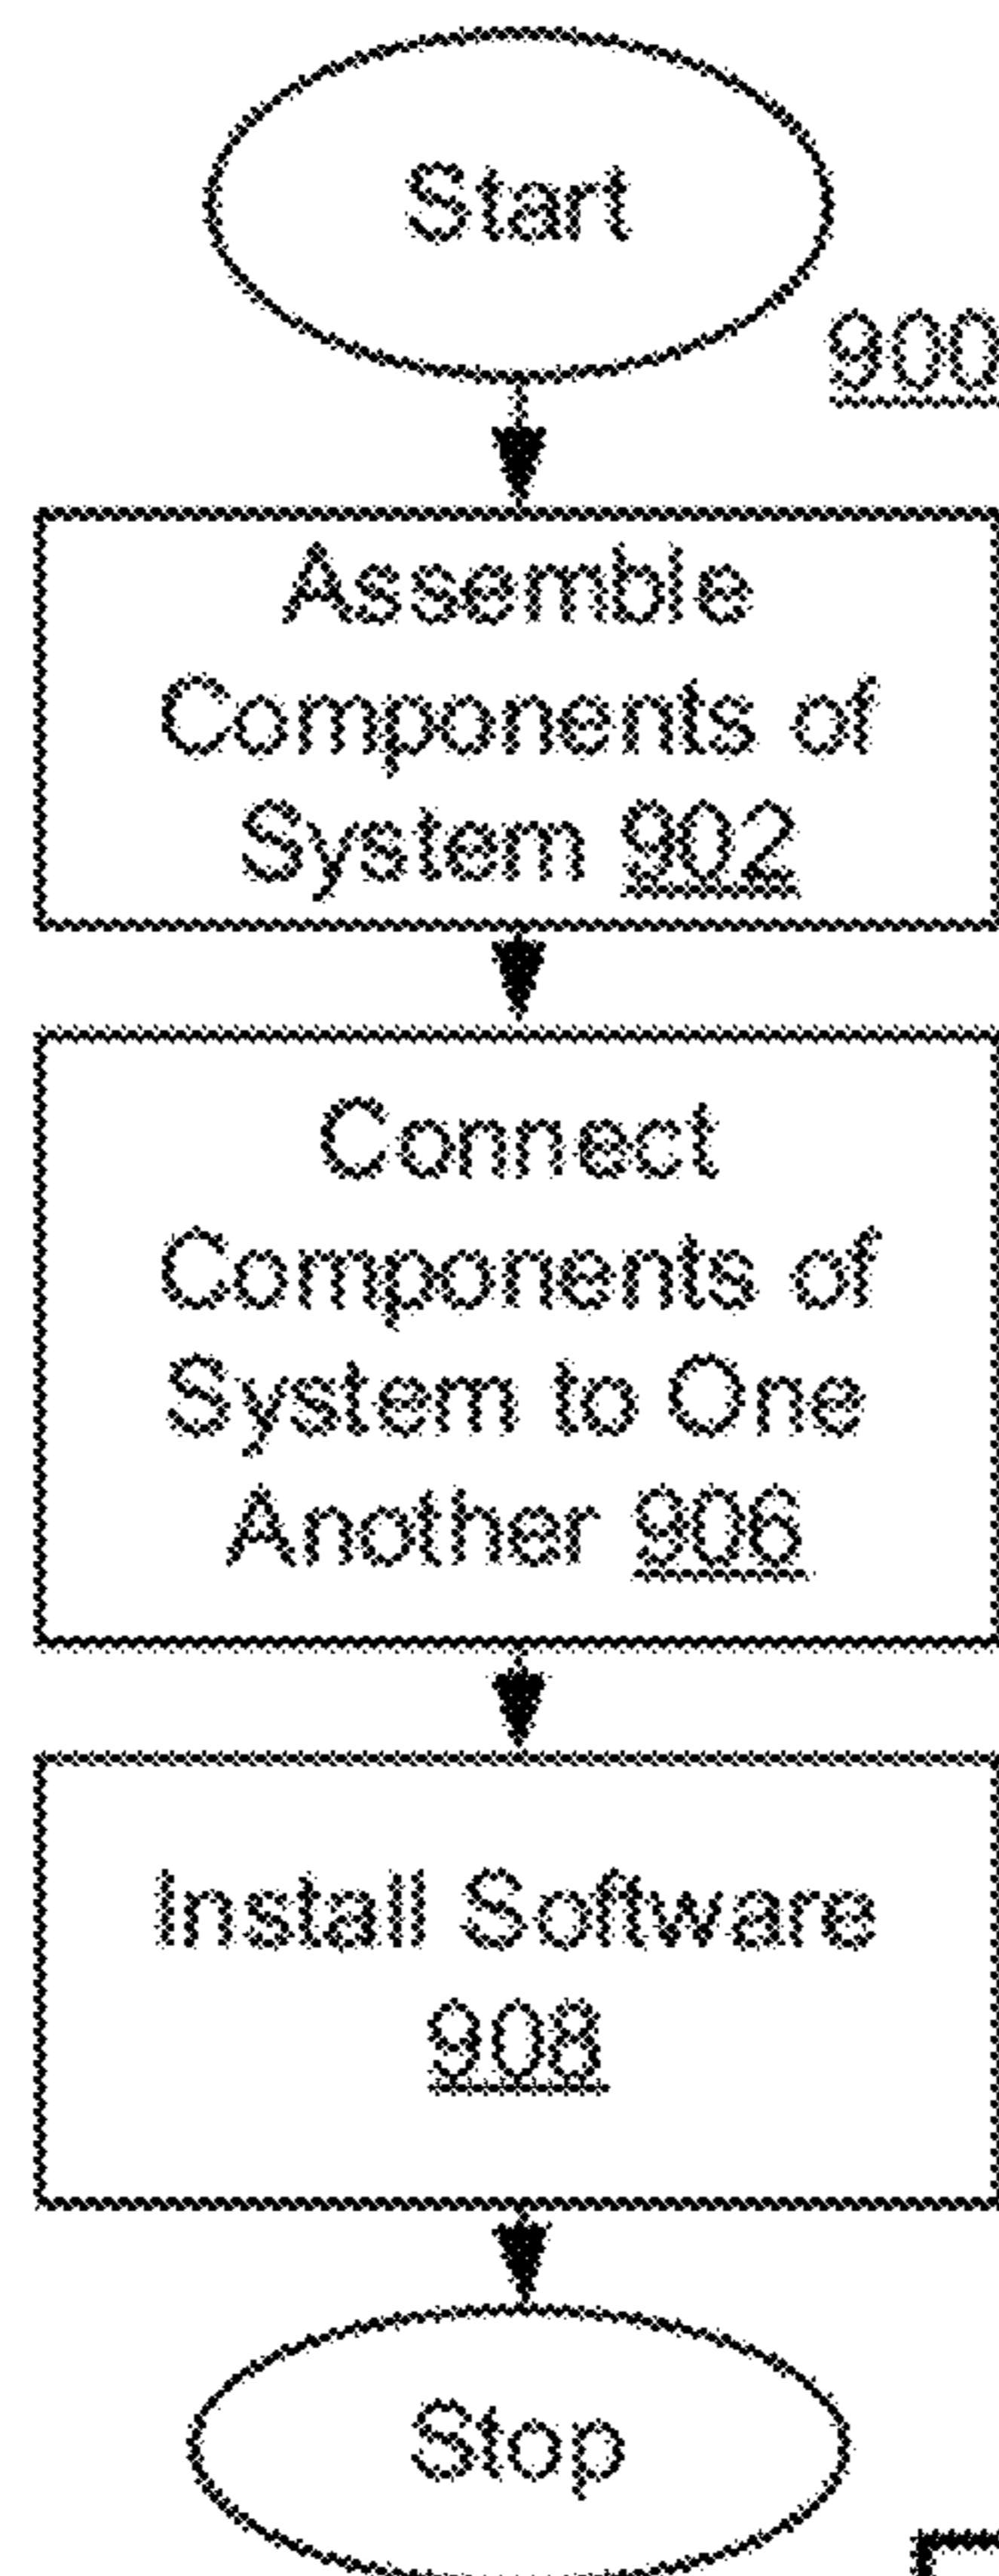 Start
900
Assemble
Components of
System 902
Connect
Components of
System to One
Another 906
Install Software
908
Stop